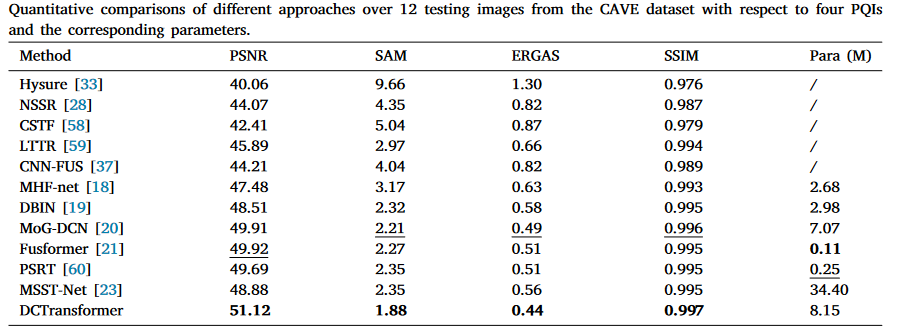 Quantitative comparisons of different approaches over 12 testing images from the CAVE dataset with respect to four PQIs
and the corresponding parameters.
Method PSNR SAM ERGAS SSIM Para (M)
Hysure [33] 40.06 9.66 1.30 0.976 /
NSSR [28] 44.07 4.35 0.82 0.987 /
CSTF [58] 42.41 5.04 0.87 0.979 /
LTTR [59] 45.89 2.97 0.66 0.994 /
CNN-FUS [37] 44.21 4.04 0.82 0.989 /
MHF-net [18] 47.48 3.17 0.63 0.993 2.68
DBIN [19] 48.51 2.32 0.58 0.995 2.98
MoG-DCN [20] 49.91 2.21 0.49 0.996 7.07
Fusformer [21] 49.92 2.27 0.51 0.995 0.11
PSRT [60] 49.69 2.35 0.51 0.995 0.25
MSST-Net [23] 48.88 2.35 0.56 0.995 34.40
DCTransformer 51.12 1.88 0.44 0.997 8.15